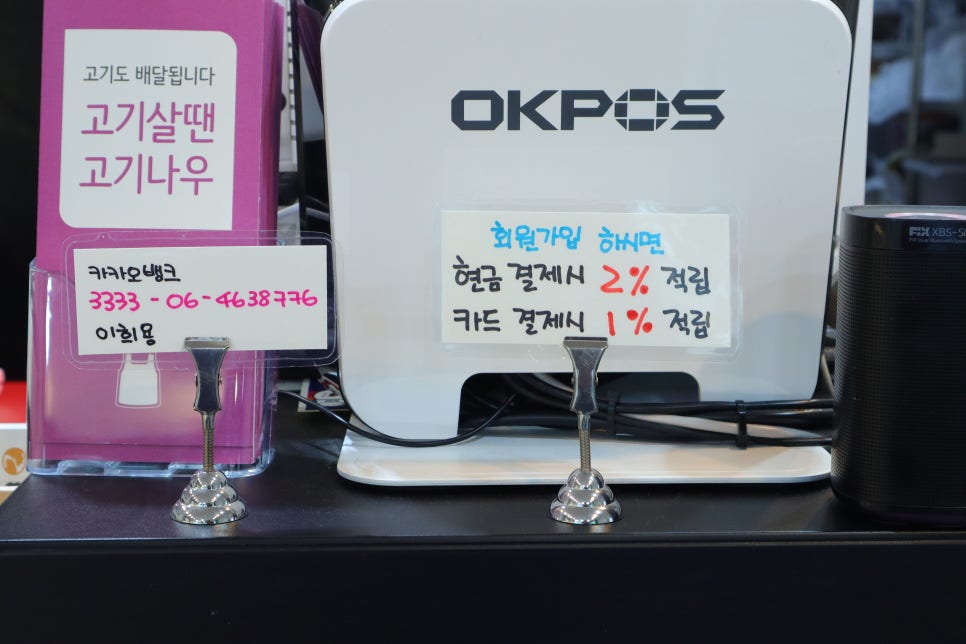 고기도 배달됩니다
고기살땐
고기나우
카카오뱅크
3333-06-4638776
이희용
OKPOS
회원가입 하시면
현금 결제시 2% 적립
카드 결제시 1% 적립
FIX XBS-